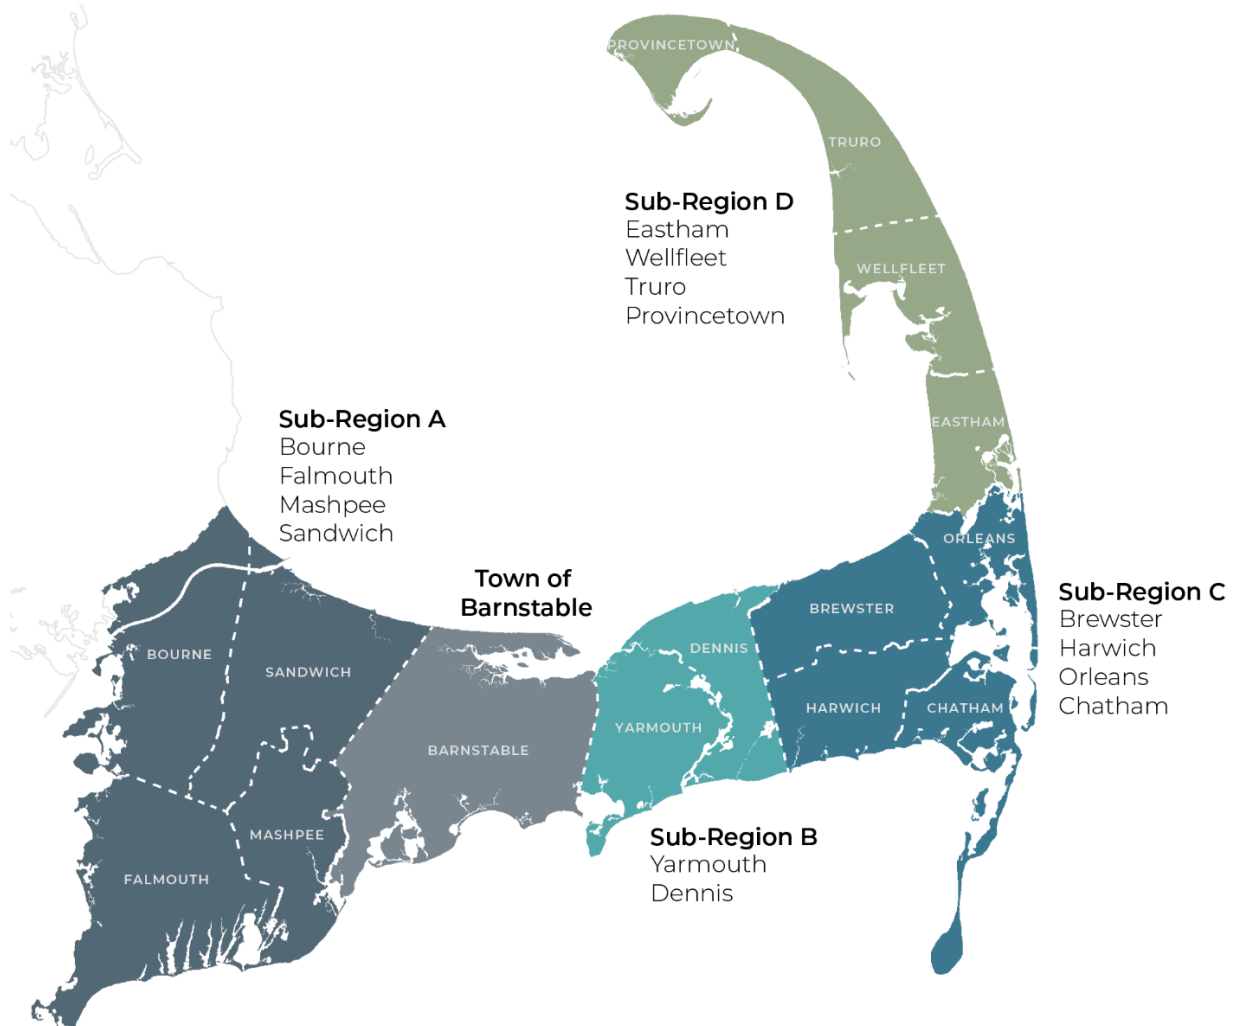 PROVINCETOWN
TRURO
Sub-Region D
Eastham
Wellfleet
Truro
Provincetown
WELLFLEET
EASTHAM
Sub-Region A
Bourne
Falmouth
Mashpee
Sandwich
ORLEANS
Town of
Barnstable
Sub-Region C
Brewster
Harwich
Orleans
Chatham
BREWSTER
DENNIS
BOURNE
SANDWICH
HARWICH
CHATHAM
YARMOUTH
BARNSTABLE
MASHPEE
Sub-Region B
Yarmouth
Dennis
FALMOUTH